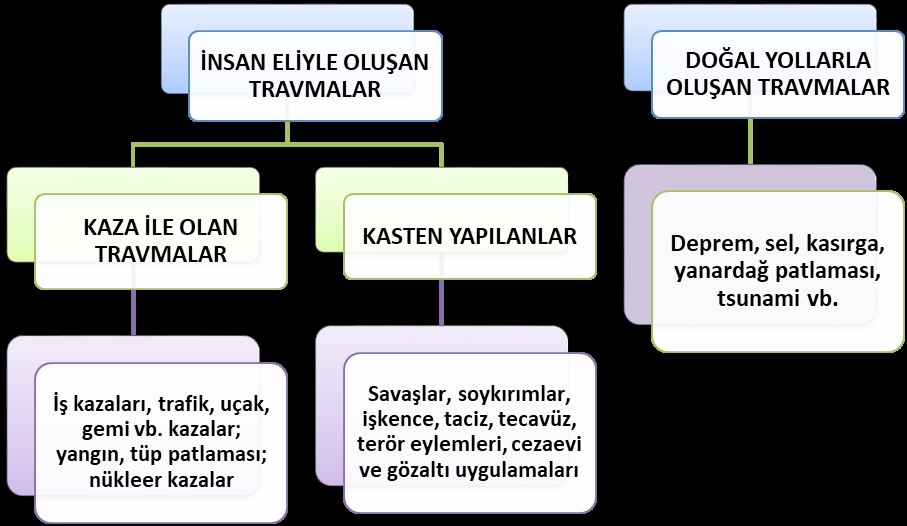 İNSAN ELİYLE OLUŞAN
TRAVMALAR
DOĞAL YOLLARLA
OLUŞAN TRAVMALAR
KAZA İLE OLAN
TRAVMALAR
KASTEN YAPILANLAR
Deprem, sel, kasırga,
yanardağ patlaması,
tsunami vb.
İş kazaları, trafik, uçak,
gemi vb. kazalar;
yangın, tüp patlaması;
nükleer kazalar
Savaşlar, soykırımlar,
işkence, taciz, tecavüz,
terör eylemleri, cezaevi
ve gözaltı uygulamaları